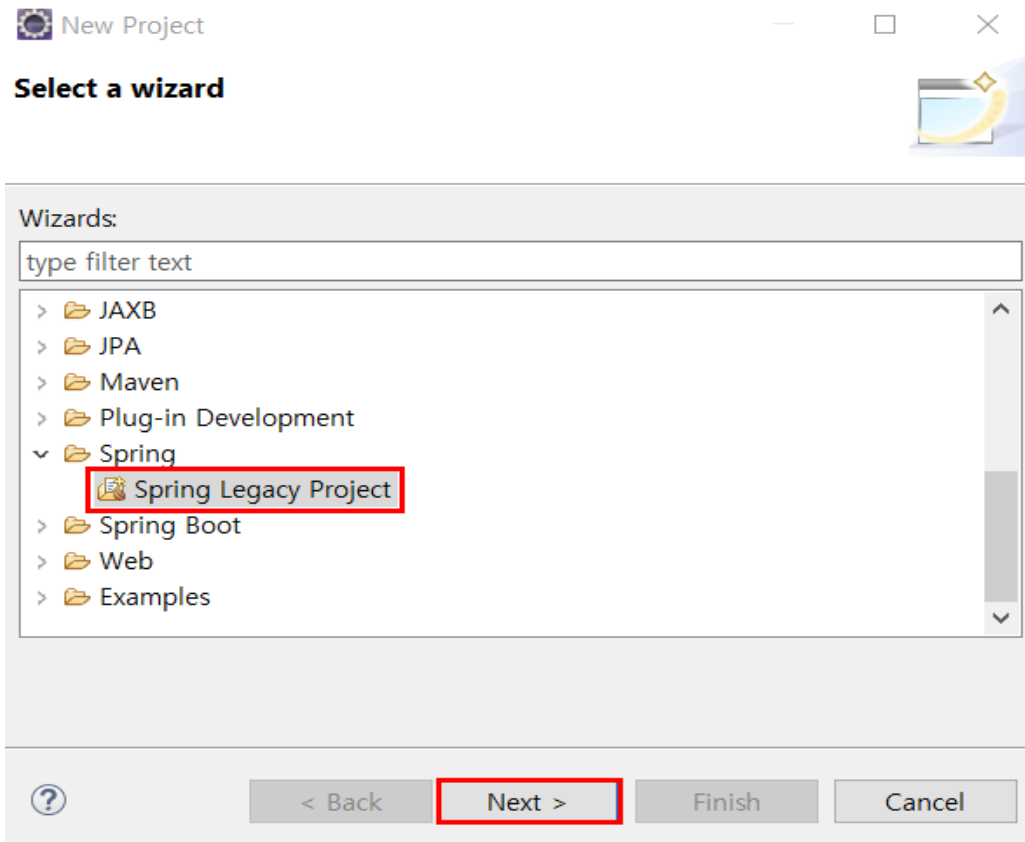 New Project
Select a wizard
Wizards:
type filter text
JAXB
JPA
Maven
Plug-in Development
Spring
Spring Legacy Project
Spring Boot
Web
Examples
? < Back Next > Finish Cancel